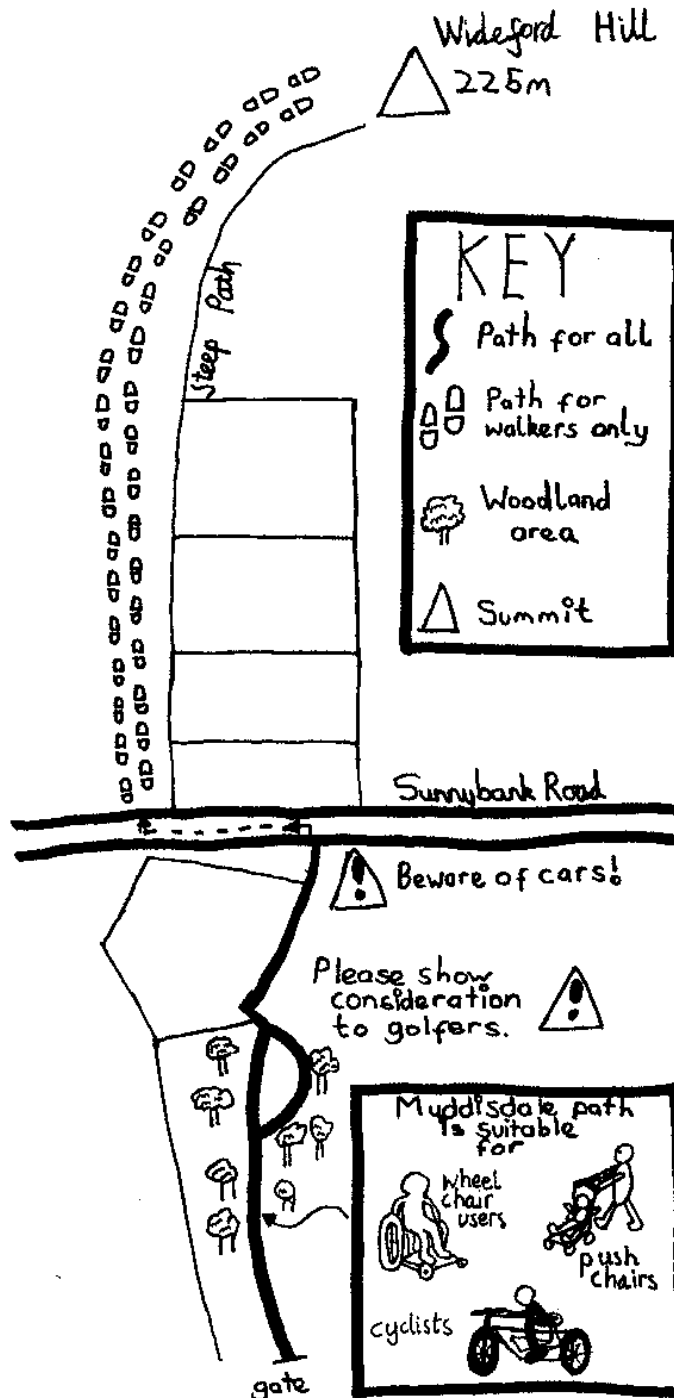 Wideford Hill
225m
Steep Path
KEY
Path for all
Path for
walkers only
Woodland
area
Summit
Sunnybank Road
Beware of cars!
Please show
consideration
to golfers.
Muddisdale path
is suitable
for
wheel
chair
users
push
chairs
cyclists
gate